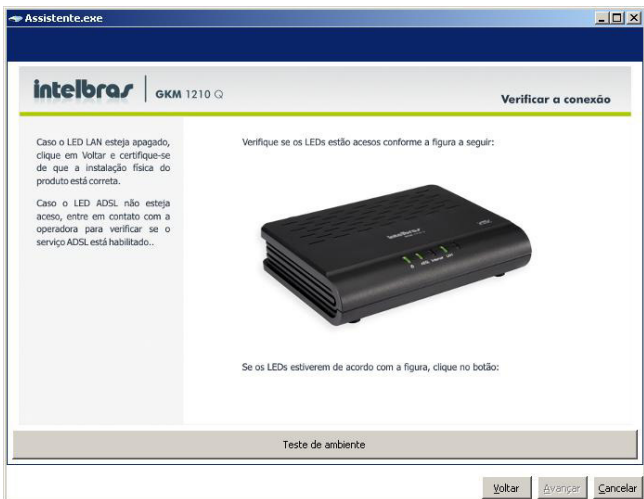 Assistente.exe
intelbras GKM 1210 Q
Verificar a conexão
Caso o LED LAN esteja apagado,
clique em Voltar e certifique-se
de que a instalação física do
produto está correta.
Caso o LED ADSL não esteja
aceso, entre em contato com a
operadora para verificar se o
serviço ADSL está habilitado..
Verifique se os LEDs estão acesos conforme a figura a seguir:
intelbras
Se os LEDs estiverem de acordo com a figura, clique no botão:
Teste de ambiente
Voltar Avançar Cancelar